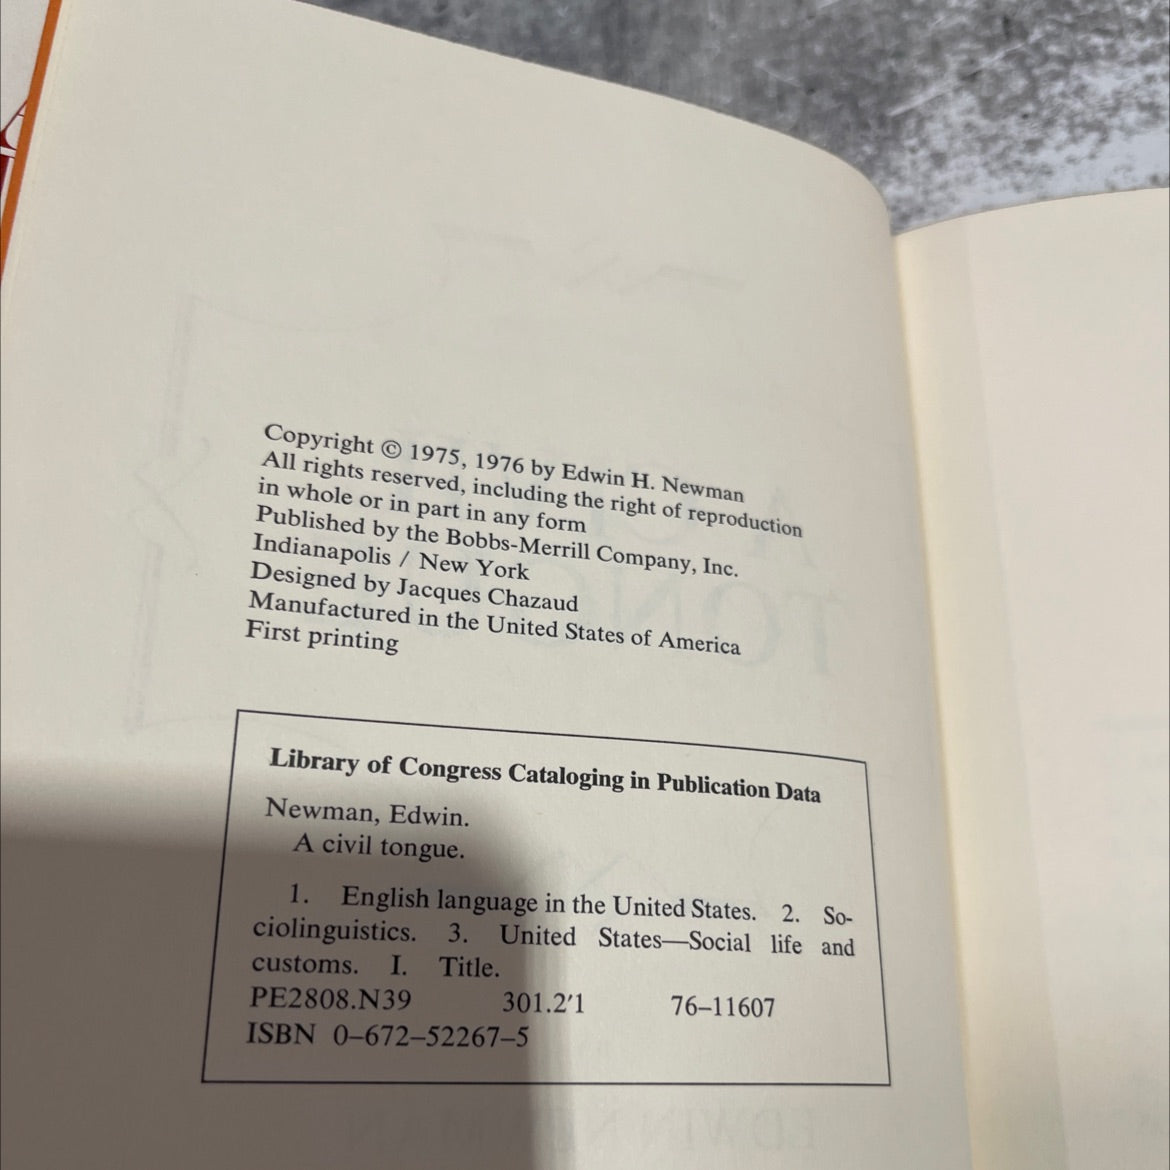 Copyright © 1975, 1976 by Edwin H. Newman
All rights reserved, including the right of reproduction
in whole or in part in any form
Published by the Bobbs-Merrill Company, Inc.
Indianapolis / New York
Designed by Jacques Chazaud
Manufactured in the United States of America
First printing
Library of Congress Cataloging in Publication Data
Newman, Edwin.
A civil tongue.
1. English language in the United States. 2. So-
ciolinguistics. 3. United States—Social life and
customs. I. Title.
PE2808.N39 301.2'1 76–11607
ISBN 0–672–52267–5